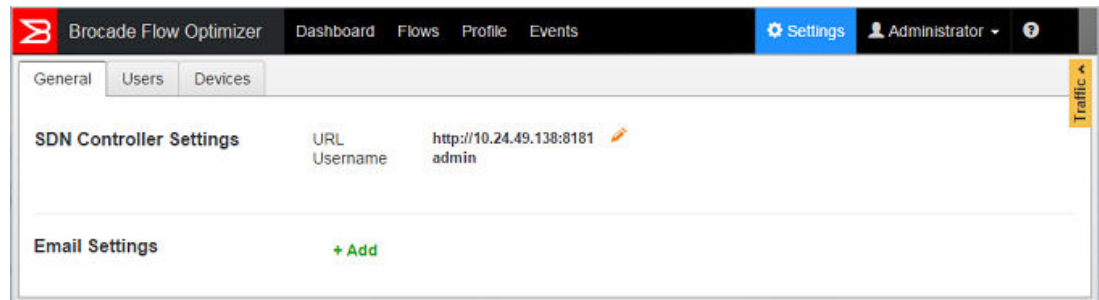 Brocade Flow Optimizer Dashboard Flows Profile Events Settings Administrator ?
General Users Devices
Traffic
SDN Controller Settings URL http://10.24.49.138:8181
Username admin
Email Settings + Add